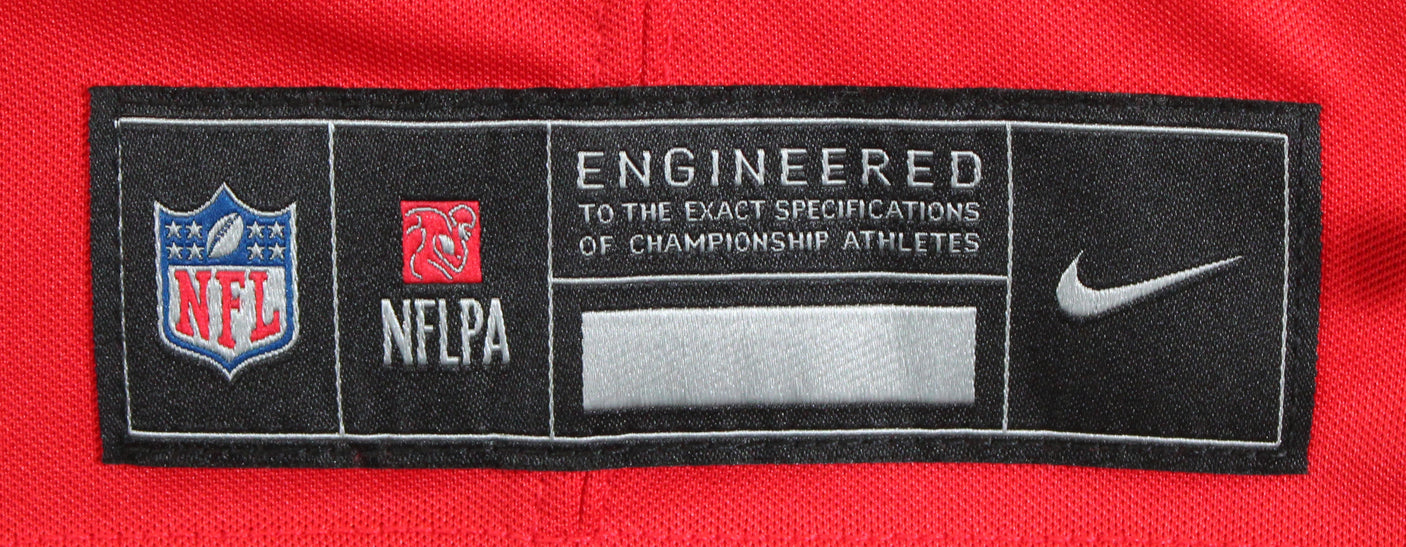 NFL
NFLPA
ENGINEERED
TO THE EXACT SPECIFICATIONS
OF CHAMPIONSHIP ATHLETES